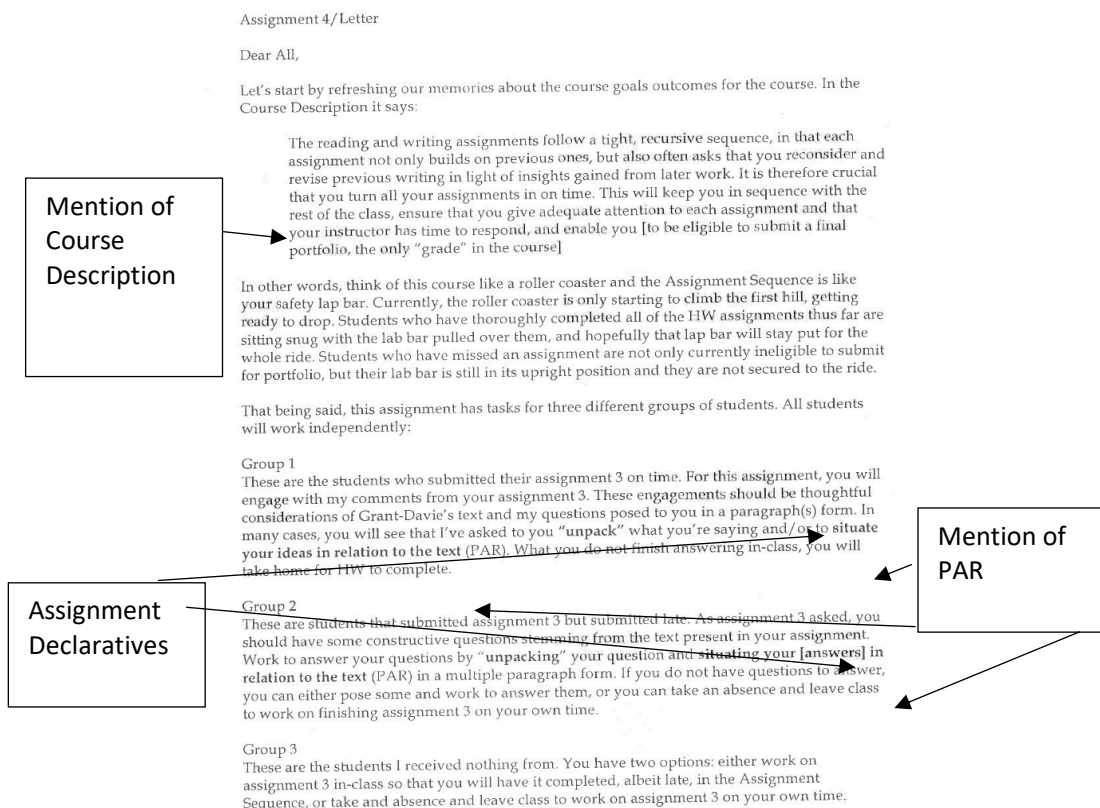 Assignment 4/Letter
Dear All,
Let's start by refreshing our memories about the course goals outcomes for the course. In the
Course Description it says:
The reading and writing assignments follow a tight, recursive sequence, in that each
assignment not only builds on previous ones, but also often asks that you reconsider and
revise previous writing in light of insights gained from later work. It is therefore crucial
that you turn all your assignments in on time. This will keep you in sequence with the
rest of the class, ensure that you give adequate attention to each assignment and that
your instructor has time to respond, and enable you [to be eligible to submit a final
portfolio, the only "grade" in the course]
Mention of
Course
Description
In other words, think of this course like a roller coaster and the Assignment Sequence is like
your safety lap bar. Currently, the roller coaster is only starting to climb the first hill, getting
ready to drop. Students who have thoroughly completed all of the HW assignments thus far are
sitting snug with the lab bar pulled over them, and hopefully that lap bar will stay put for the
whole ride. Students who have missed an assignment are not only currently ineligible to submit
for portfolio, but their lab bar is still in its upright position and they are not secured to the ride.
That being said, this assignment has tasks for three different groups of students. All students
will work independently:
Group 1
These are the students who submitted their assignment 3 on time. For this assignment, you will
engage with my comments from your assignment 3. These engagements should be thoughtful
considerations of Grant-Davie's text and my questions posed to you in a paragraph(s) form. In
many cases, you will see that I've asked to you "unpack" what you're saying and/or to situate
your ideas in relation to the text (PAR). What you do not finish answering in-class, you will
take home for HW to complete.
Mention of
PAR
Assignment
Declaratives
Group 2
These are students that submitted assignment 3 but submitted late. As assignment 3 asked, you
should have some constructive questions stemming from the text present in your assignment.
Work to answer your questions by "unpacking" your question and situating your [answers] in
relation to the text (PAR) in a multiple paragraph form. If you do not have questions to answer,
you can either pose some and work to answer them, or you can take an absence and leave class
to work on finishing assignment 3 on your own time.
Group 3
These are the students I received nothing from. You have two options: either work on
assignment 3 in-class so that you will have it completed, albeit late, in the Assignment
Sequence, or take and absence and leave class to work on assignment 3 on your own time.